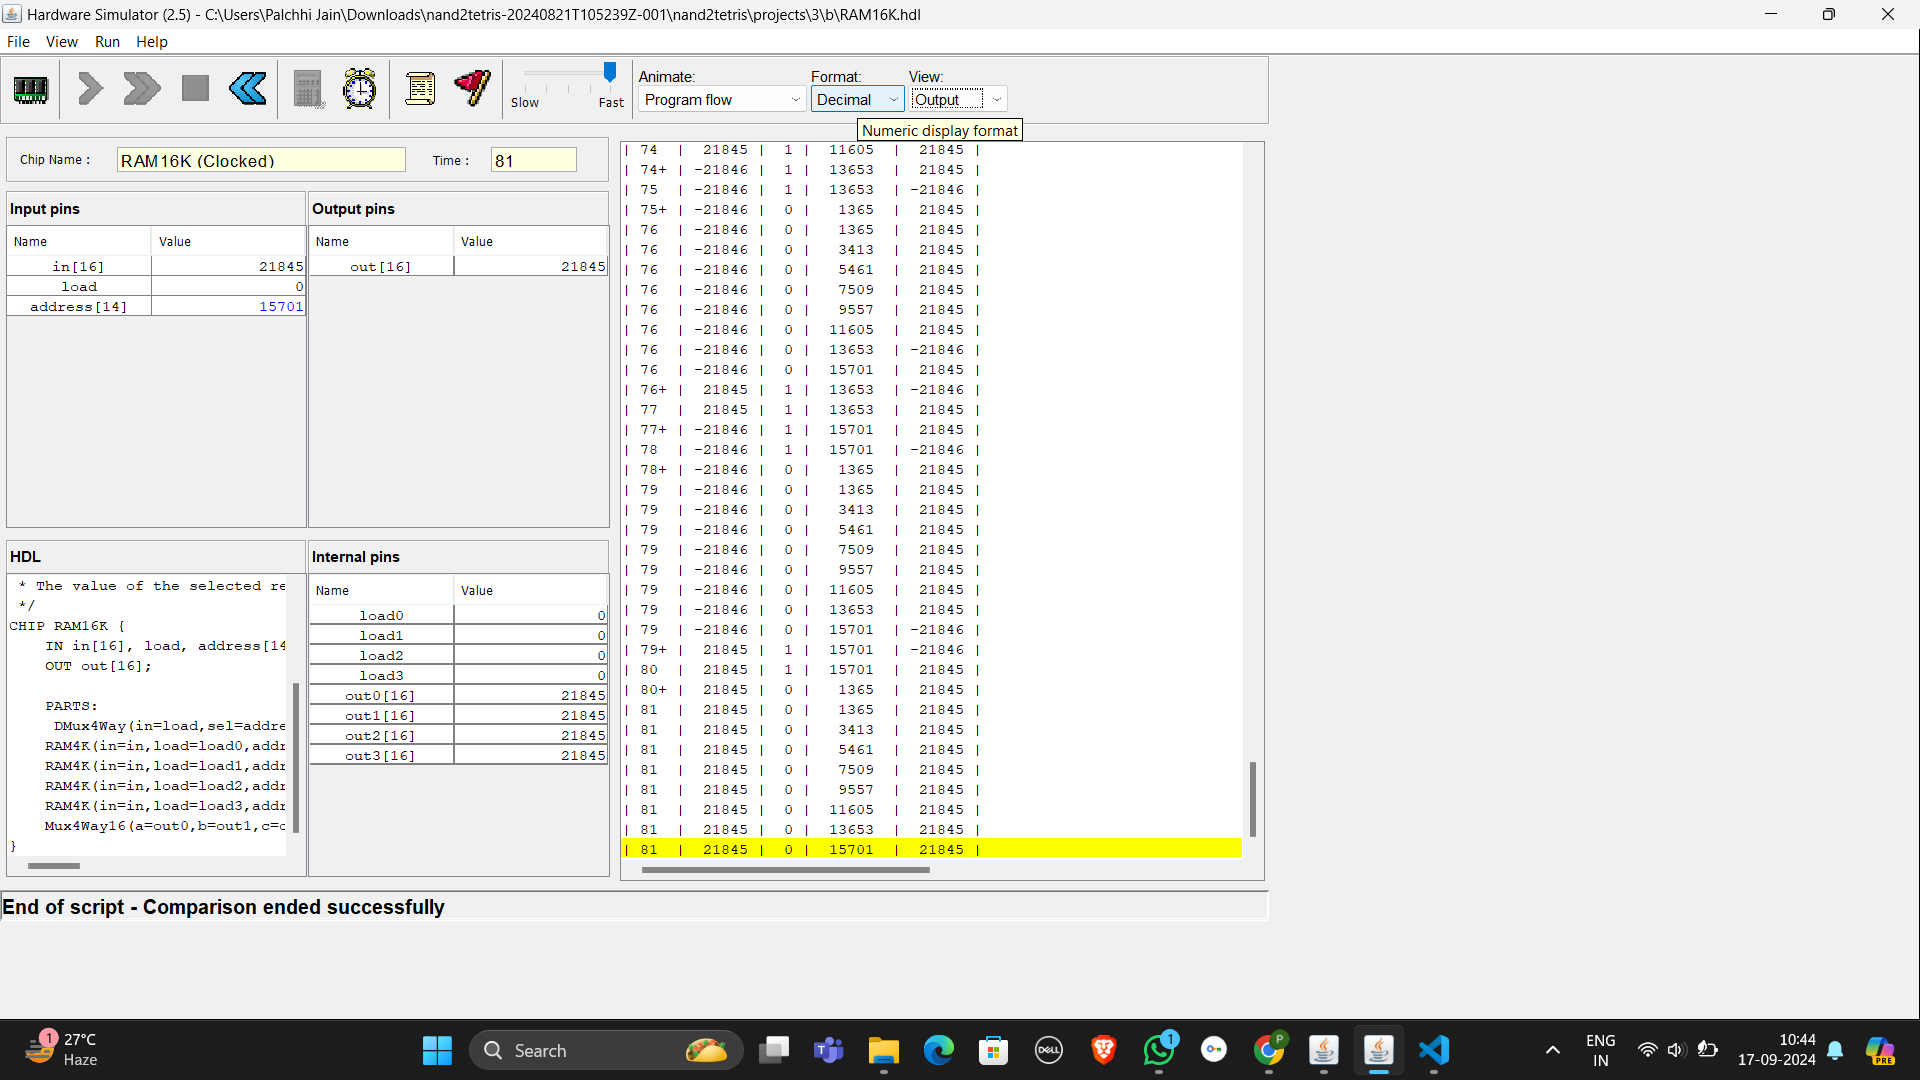 Hardware Simulator (2.5) - C:\Users\Palchhi Jain\Downloads\nand2tetris-20240821T105239Z-001\nand2tetris\projects\3\b\RAM16K.hdl
File View Run Help
Slow Fast
Animate: Format: View:
Program flow Decimal Output
Numeric display format
Chip Name : RAM16K (Clocked) Time : 81
Input pins
Name Value
in[16] 21845
load 0
address[14] 15701
Output pins
Name Value
out[16] 21845
HDL
* The value of the selected re
*/
CHIP RAM16K {
IN in[16], load, address[14
OUT out[16];
PARTS:
DMux4Way(in=load,sel=addre
RAM4K(in=in,load=load0,addr
RAM4K(in=in,load=load1,addr
RAM4K(in=in,load=load2,addr
RAM4K(in=in,load=load3,addr
Mux4Way16(a=out0,b=out1,c=o
}
Internal pins
Name Value
load0 0
load1 0
load2 0
load3 0
out0[16] 21845
out1[16] 21845
out2[16] 21845
out3[16] 21845
| 74 | 21845 | 1 | 11605 | 21845 |
| 74+ | -21846 | 1 | 13653 | 21845 |
| 75 | -21846 | 1 | 13653 | -21846 |
| 75+ | -21846 | 0 | 1365 | 21845 |
| 76 | -21846 | 0 | 1365 | 21845 |
| 76 | -21846 | 0 | 3413 | 21845 |
| 76 | -21846 | 0 | 5461 | 21845 |
| 76 | -21846 | 0 | 7509 | 21845 |
| 76 | -21846 | 0 | 9557 | 21845 |
| 76 | -21846 | 0 | 11605 | 21845 |
| 76 | -21846 | 0 | 13653 | -21846 |
| 76 | -21846 | 0 | 15701 | 21845 |
| 76+ | 21845 | 1 | 13653 | -21846 |
| 77 | 21845 | 1 | 13653 | 21845 |
| 77+ | -21846 | 1 | 15701 | 21845 |
| 78 | -21846 | 1 | 15701 | -21846 |
| 78+ | -21846 | 0 | 1365 | 21845 |
| 79 | -21846 | 0 | 1365 | 21845 |
| 79 | -21846 | 0 | 3413 | 21845 |
| 79 | -21846 | 0 | 5461 | 21845 |
| 79 | -21846 | 0 | 7509 | 21845 |
| 79 | -21846 | 0 | 9557 | 21845 |
| 79 | -21846 | 0 | 11605 | 21845 |
| 79 | -21846 | 0 | 13653 | 21845 |
| 79 | -21846 | 0 | 15701 | -21846 |
| 79+ | 21845 | 1 | 15701 | -21846 |
| 80 | 21845 | 1 | 15701 | 21845 |
| 80+ | 21845 | 0 | 1365 | 21845 |
| 81 | 21845 | 0 | 1365 | 21845 |
| 81 | 21845 | 0 | 3413 | 21845 |
| 81 | 21845 | 0 | 5461 | 21845 |
| 81 | 21845 | 0 | 7509 | 21845 |
| 81 | 21845 | 0 | 9557 | 21845 |
| 81 | 21845 | 0 | 11605 | 21845 |
| 81 | 21845 | 0 | 13653 | 21845 |
| 81 | 21845 | 0 | 15701 | 21845 |
End of script - Comparison ended successfully
1
27°C
Haze
Search
DELL
1
P
ENG
IN
10:44
17-09-2024
PRE